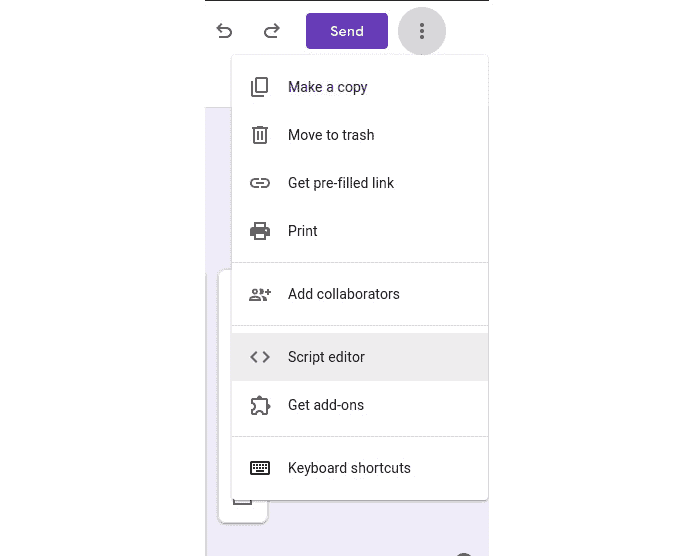 Send
Make a copy
Move to trash
Get pre-filled link
Print
Add collaborators
Script editor
Get add-ons
Keyboard shortcuts